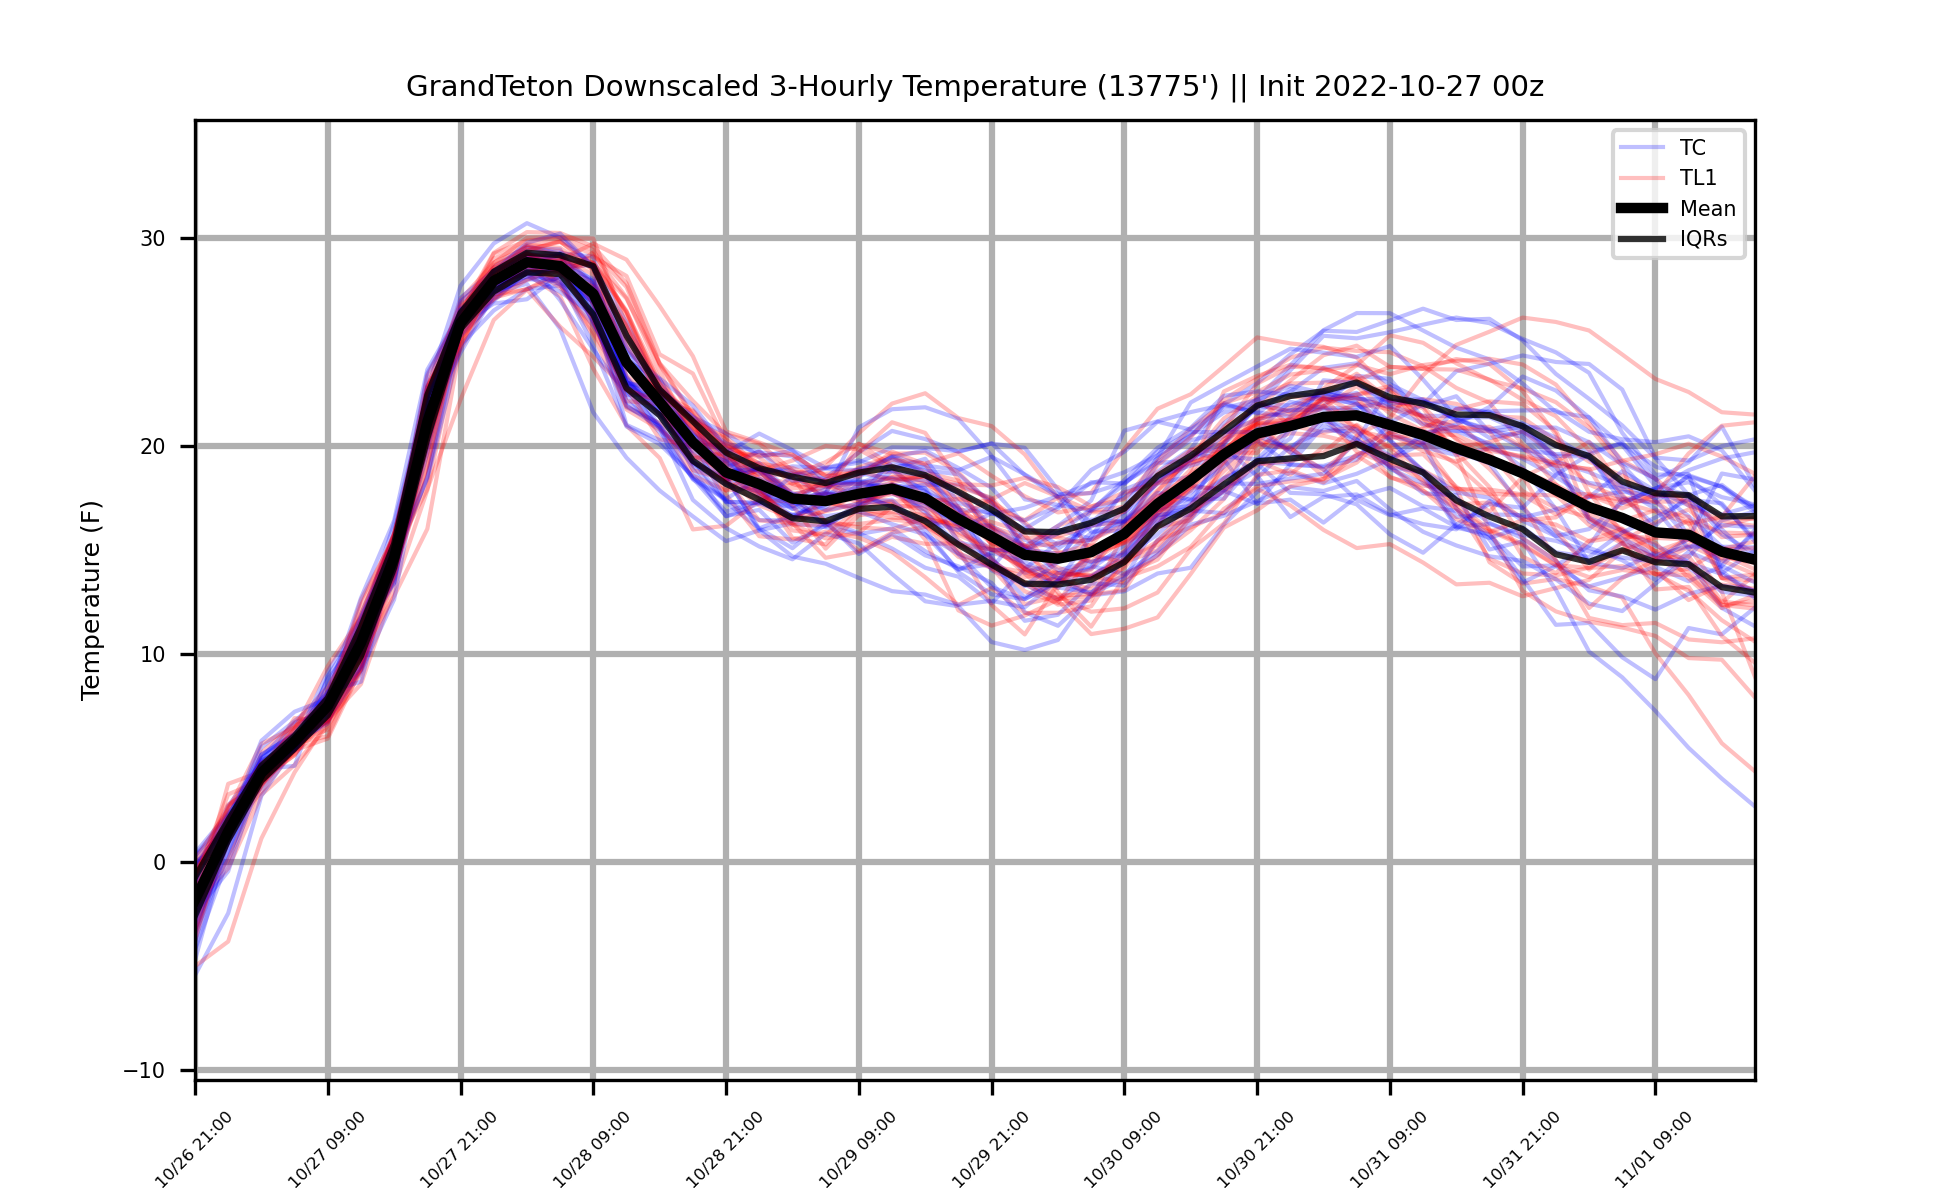 GrandTeton Downscaled 3-Hourly Temperature (13775') || Init 2022-10-27 00z
TC
TL1
Mean
IQRs
Temperature (F)
30
20
10
0
−10
10/26 21:00
10/27 09:00
10/27 21:00
10/28 09:00
10/28 21:00
10/29 09:00
10/29 21:00
10/30 09:00
10/30 21:00
10/31 09:00
10/31 21:00
11/01 09:00